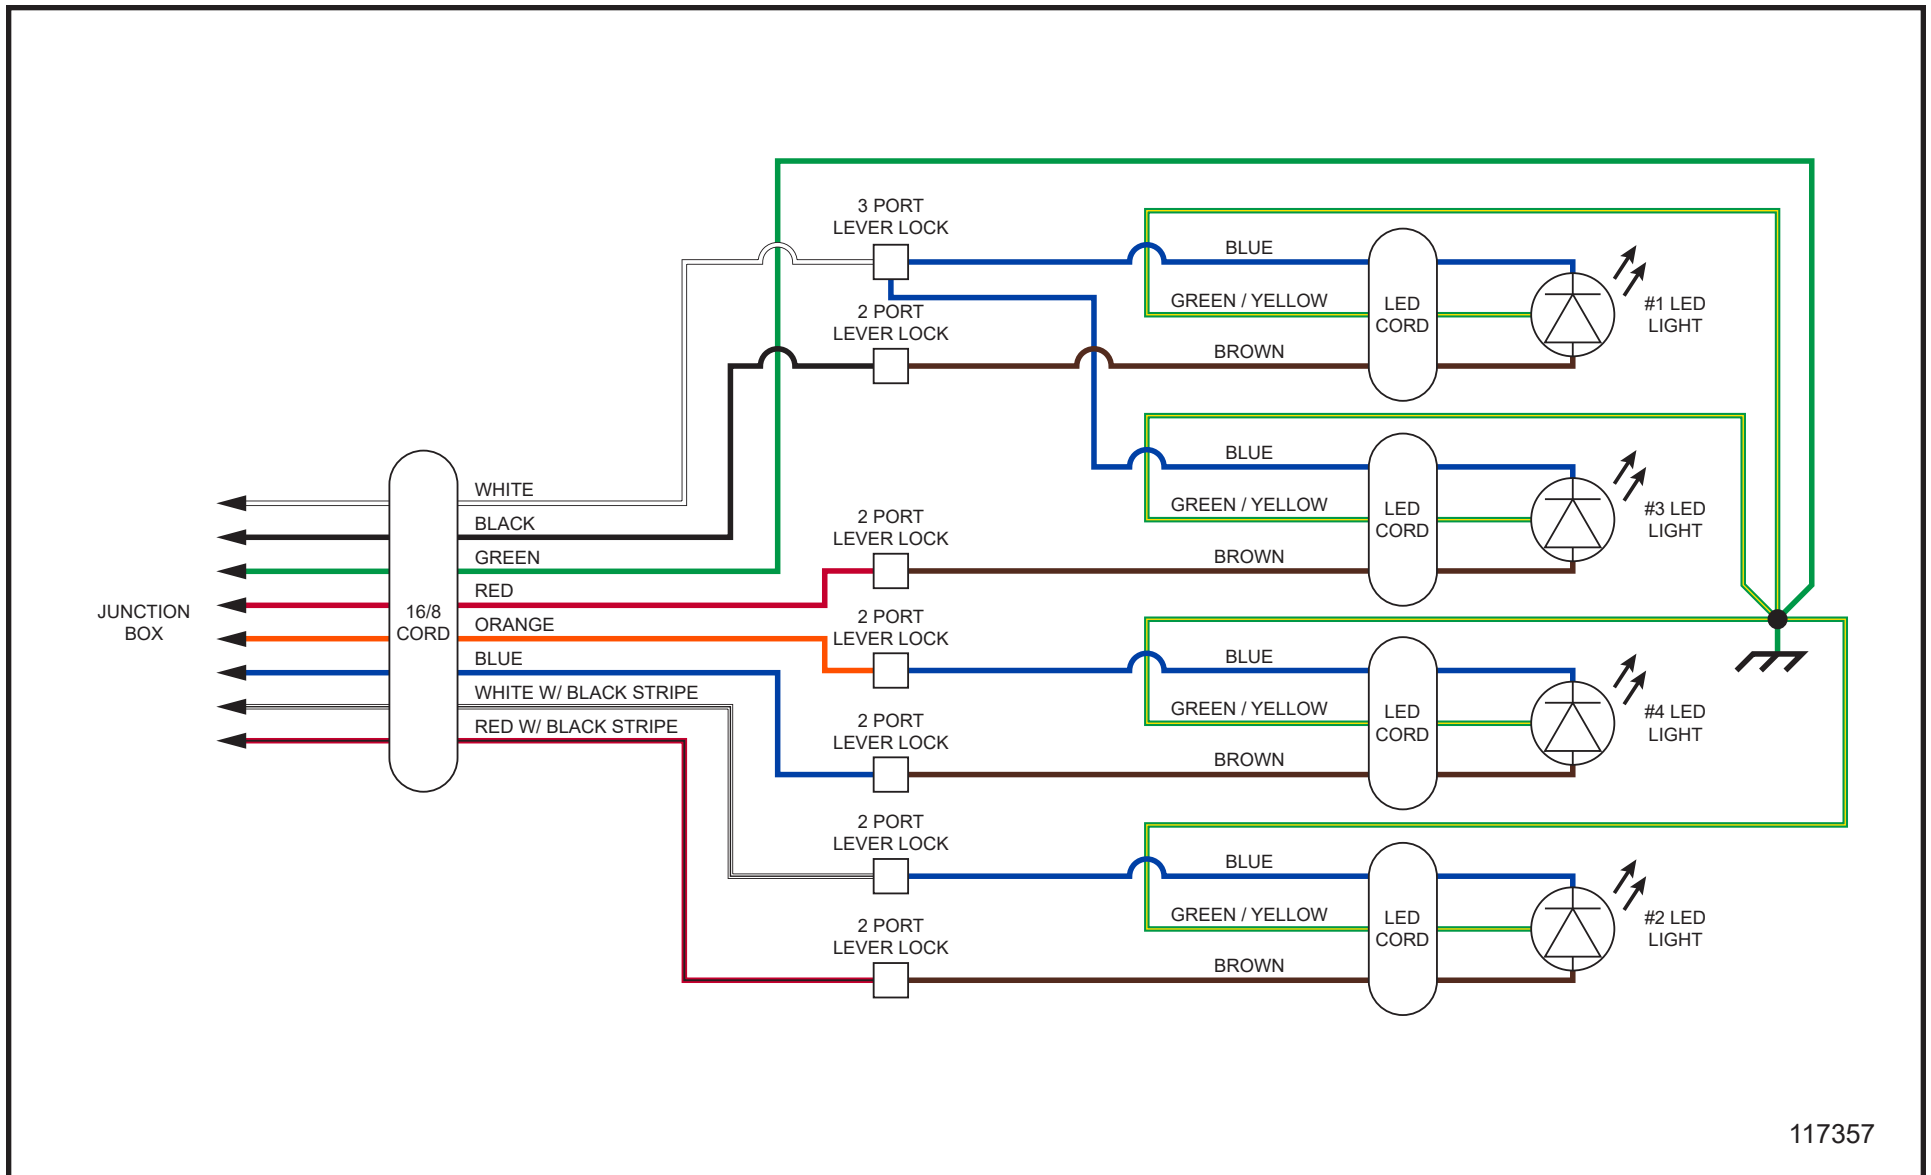 3 PORT
LEVER LOCK
BLUE
GREEN / YELLOW
LED
CORD
#1 LED
LIGHT
2 PORT
LEVER LOCK
BROWN
BLUE
GREEN / YELLOW
LED
CORD
#3 LED
LIGHT
2 PORT
LEVER LOCK
BROWN
WHITE
BLACK
GREEN
RED
ORANGE
BLUE
WHITE W/ BLACK STRIPE
RED W/ BLACK STRIPE
JUNCTION
BOX
16/8
CORD
2 PORT
LEVER LOCK
BLUE
GREEN / YELLOW
LED
CORD
#4 LED
LIGHT
2 PORT
LEVER LOCK
BROWN
2 PORT
LEVER LOCK
BLUE
GREEN / YELLOW
LED
CORD
#2 LED
LIGHT
2 PORT
LEVER LOCK
BROWN
117357